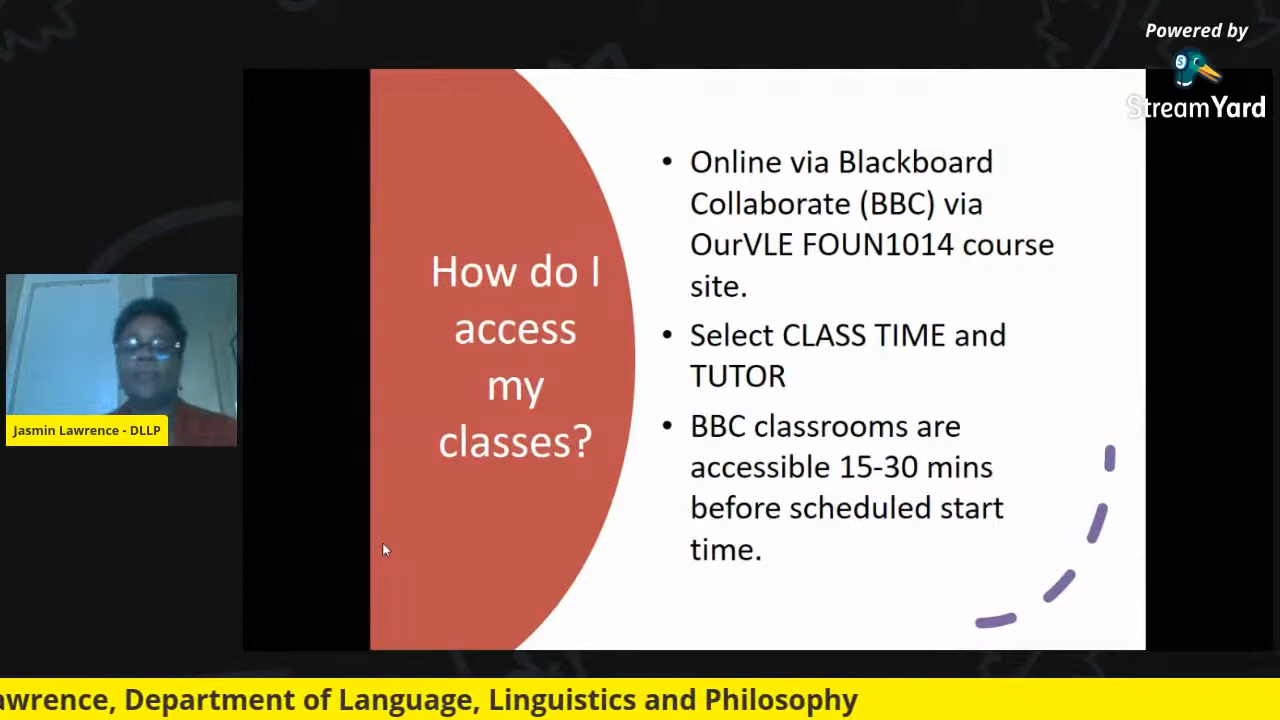 Powered by
StreamYard
How do I
access
my
classes?
• Online via Blackboard
Collaborate (BBC) via
OurVLE FOUN1014 course
site.
• Select CLASS TIME and
TUTOR
• BBC classrooms are
accessible 15-30 mins
before scheduled start
time.
Jasmin Lawrence - DLLP
awrence, Department of Language, Linguistics and Philosophy